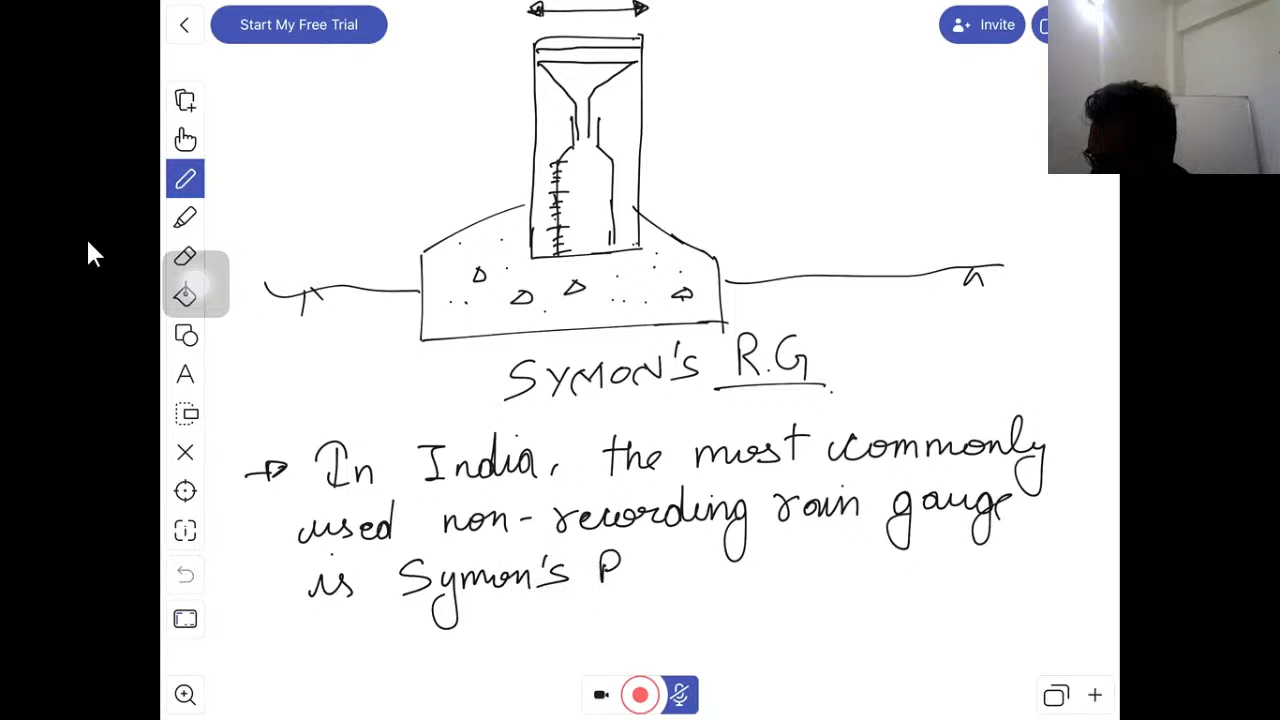 Start My Free Trial
Invite
SYMON'S R.G
→ In India, the most commonly
used non-recording rain gauge
is Symon's P